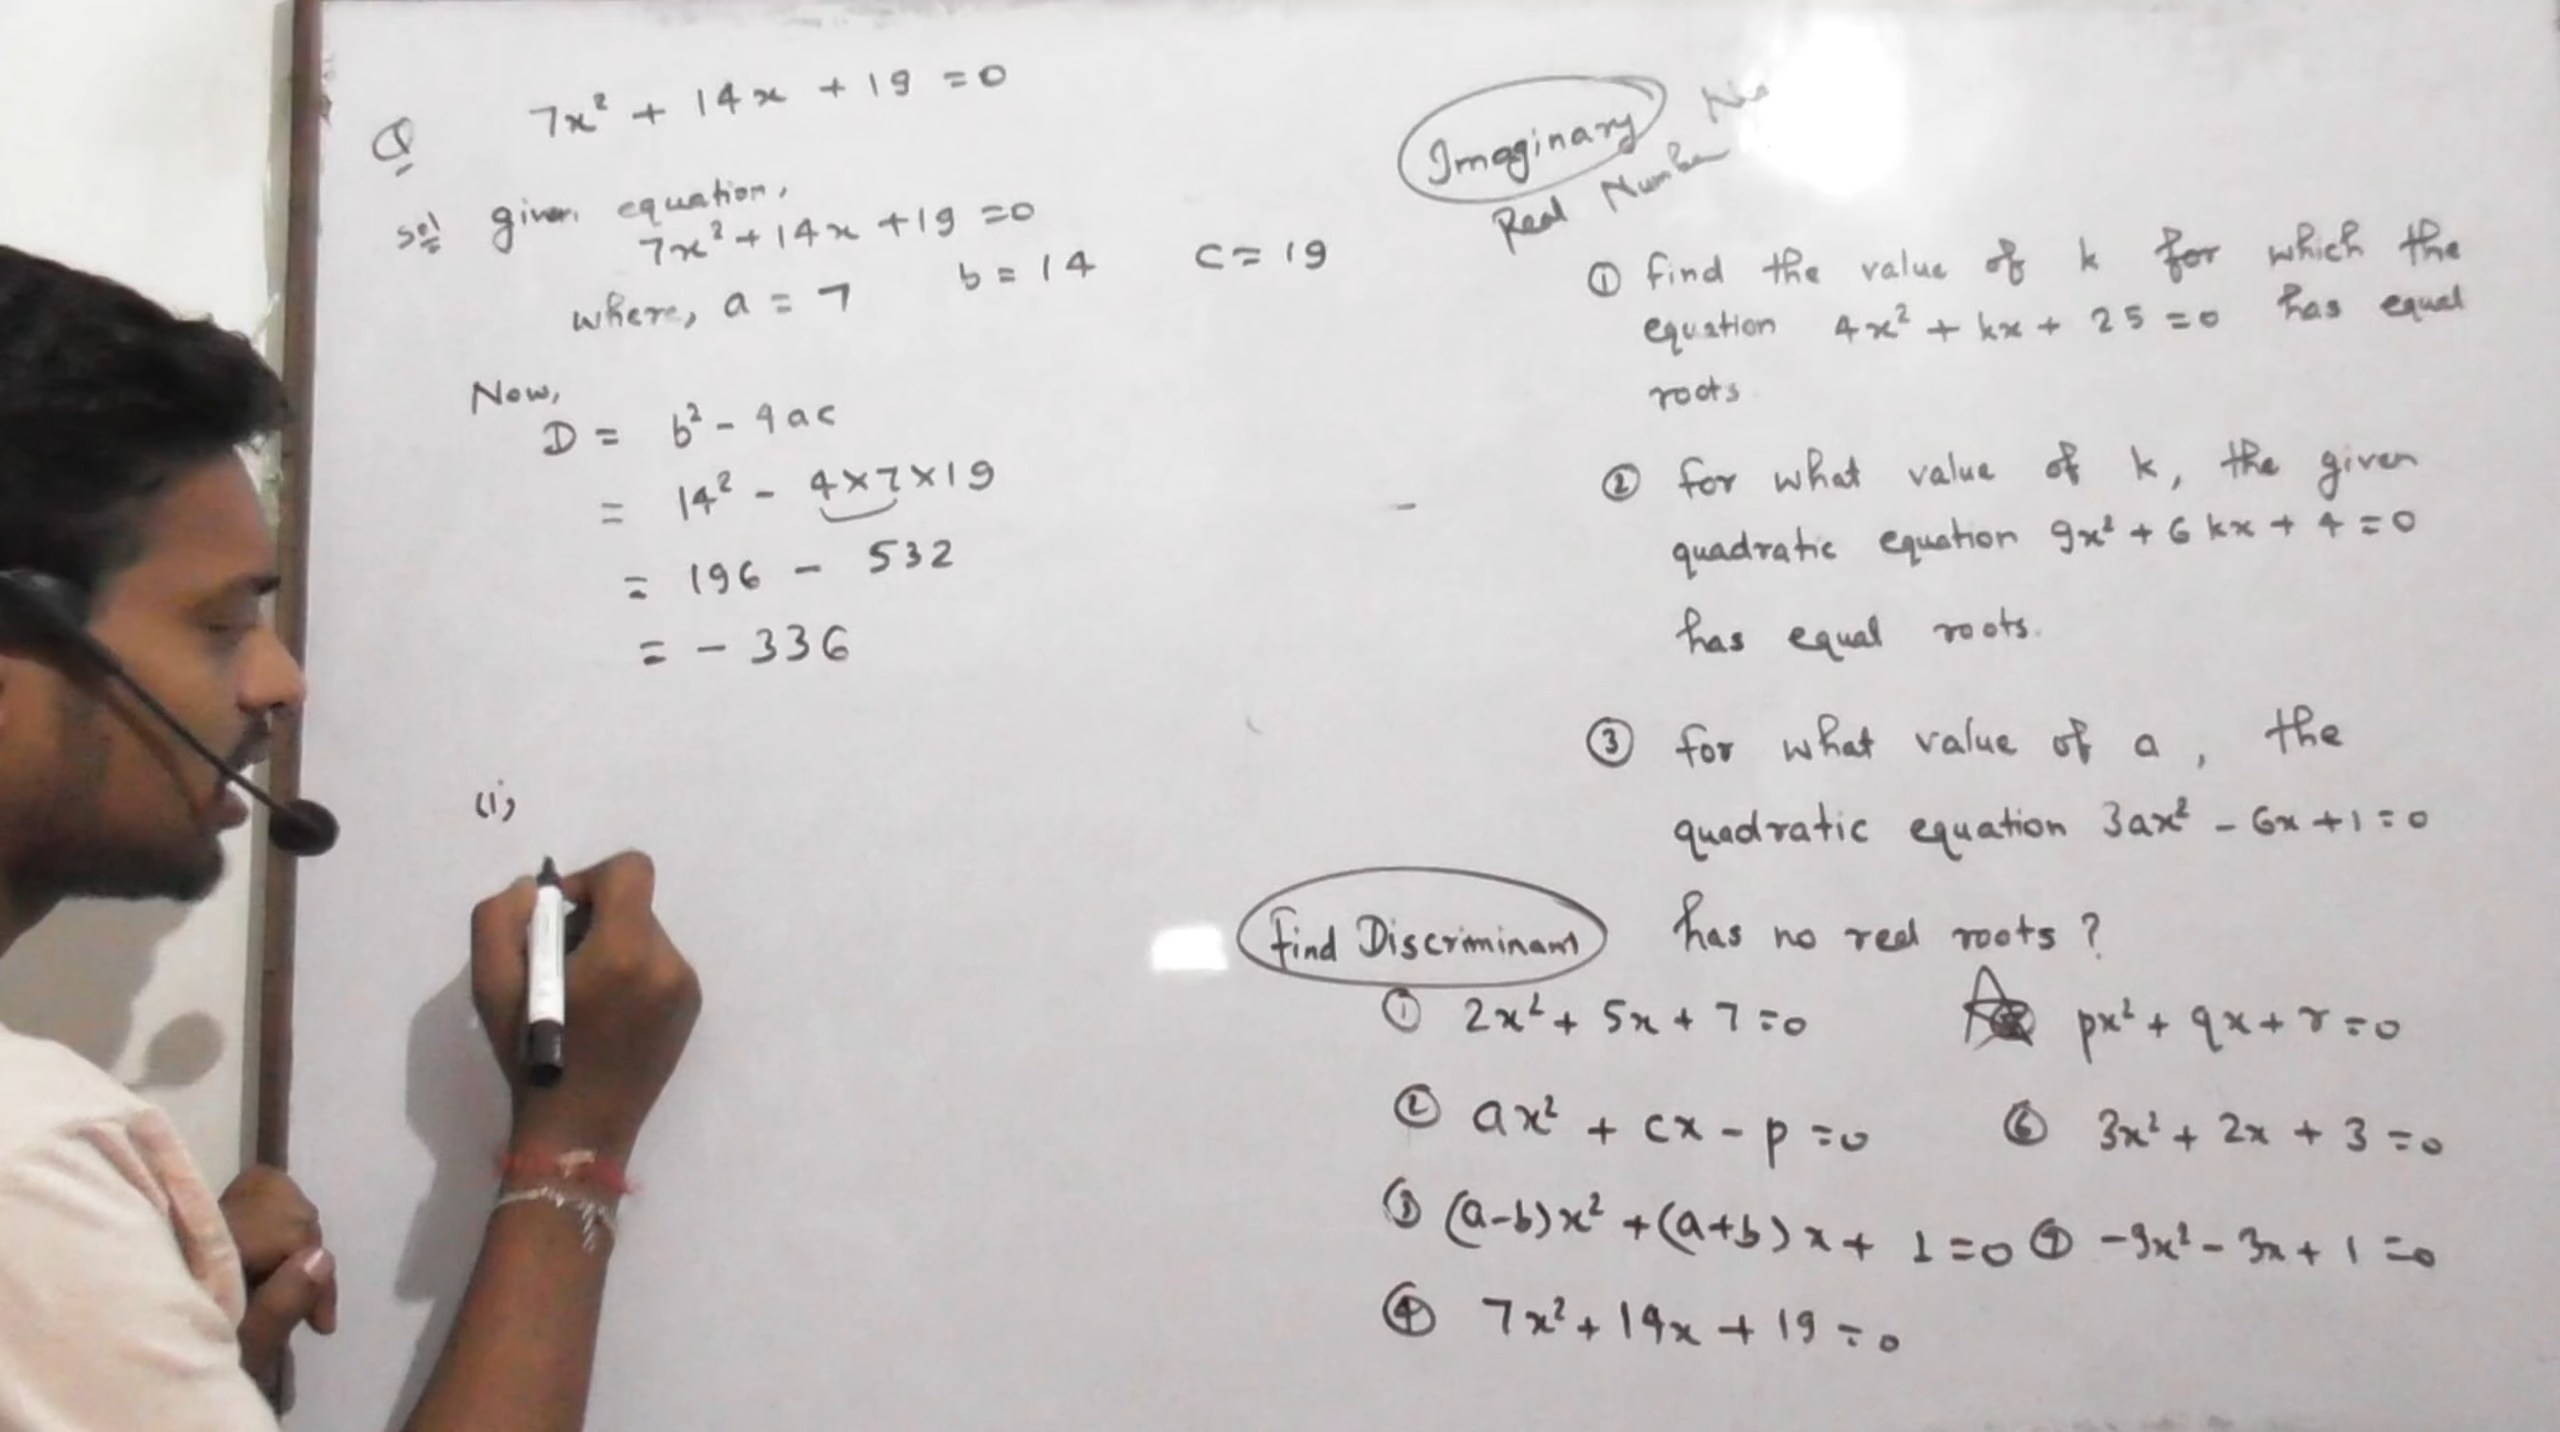 Q 7x² + 14x + 19 = 0
solⁿ given equation,
7x² + 14x + 19 = 0
where, a = 7 b = 14 c = 19
Now,
D = b² - 4ac
= 14² - 4×7×19
= 196 - 532
= - 336
(i)
Imaginary
Real Number
① find the value of k for which the
equation 4x² + kx + 25 = 0 has equal
roots.
② for what value of k, the given
quadratic equation 9x² + 6kx + 4 = 0
has equal roots.
③ for what value of a, the
quadratic equation 3ax² - 6x + 1 = 0
has no real roots?
find Discriminant
① 2x² + 5x + 7 = 0
px² + qx + r = 0
② ax² + cx - p = 0
⑥ 3x² + 2x + 3 = 0
③ (a-b)x² + (a+b)x + 1 = 0
⑦ -9x² - 3x + 1 = 0
④ 7x² + 14x + 19 = 0